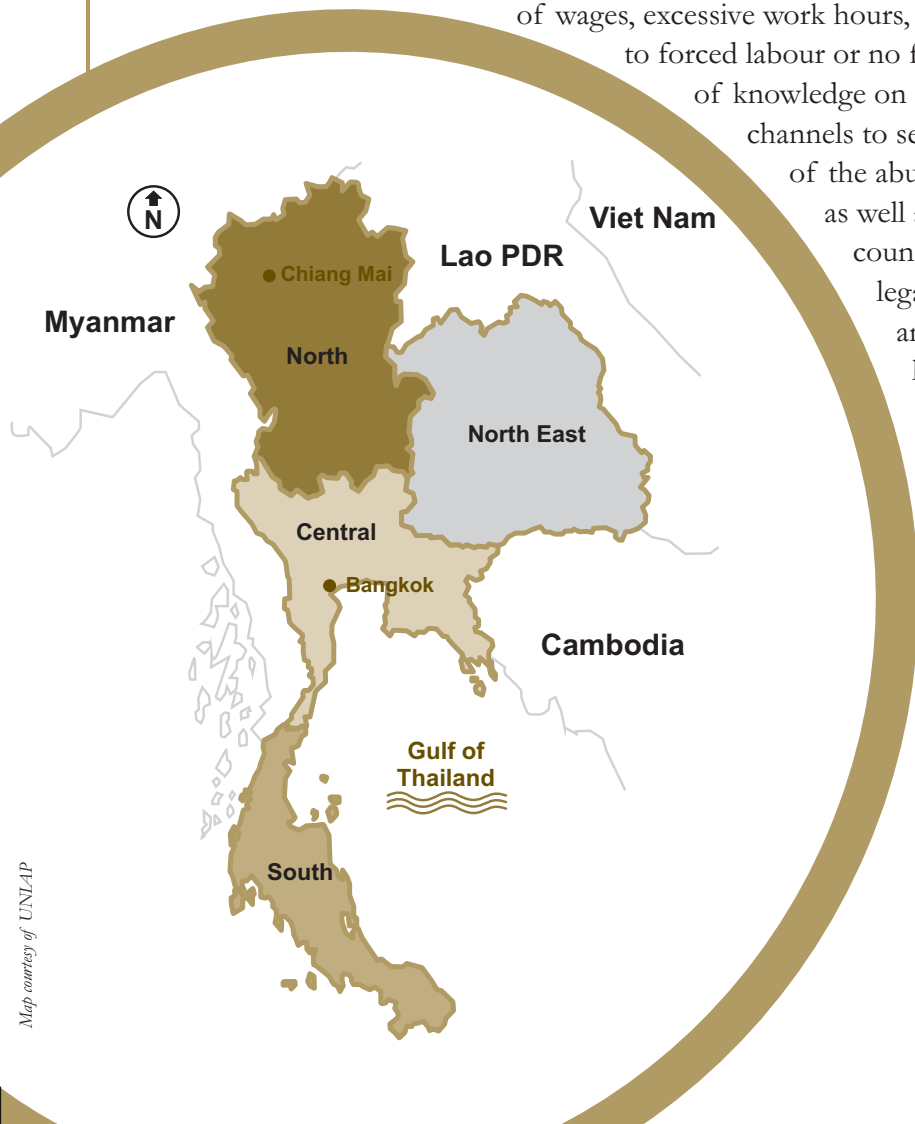 of wages, excessive work hours,
to forced labour or no
of knowledge on
channels to
of the
as well
N
Viet Nam
Lao PDR
Chiang Mai
Myanmar
North
North East
Central
Bangkok
Cambodia
Gulf of
Thailand
South
Map courtesy of UNIAP